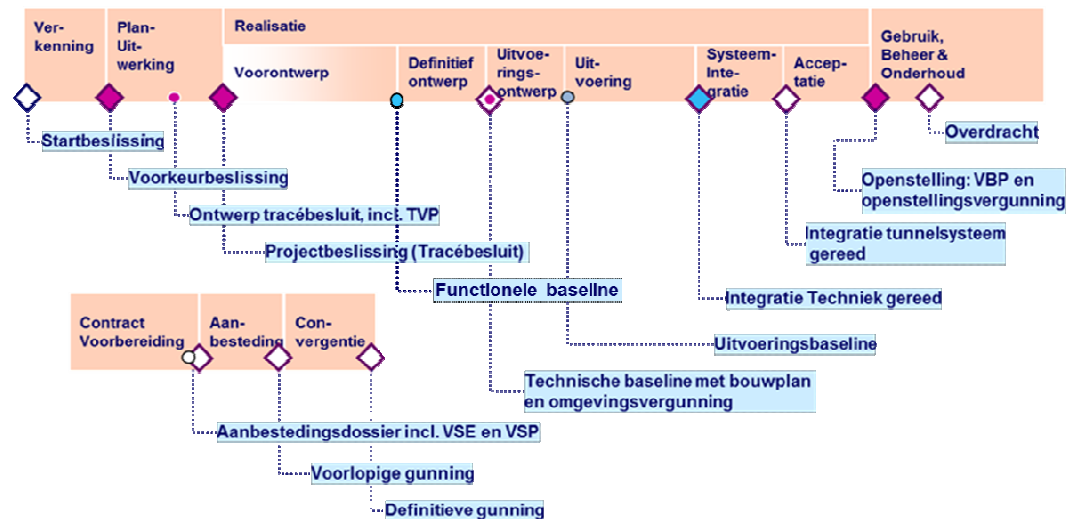 Ver-
kenning
Plan-
Uit-
werking
Realisatie
Voorontwerp
Definitief
ontwerp
Uitvoe-
rings-
ontwerp
Uit-
voering
Systeem-
Inte-
gratie
Accep-
tatie
Gebruik,
Beheer &
Onderhoud
Startbeslissing
Voorkeurbeslissing
Ontwerp tracébesluit, incl. TVP
Projectbeslissing (Tracébesluit)
Functionele baseline
Overdracht
Openstelling: VBP en
openstellingsvergunning
Integratie tunnelsysteem
gereed
Integratie Techniek gereed
Uitvoeringsbaseline
Technische baseline met bouwplan
en omgevingsvergunning
Contract
Voorbereiding
Aan-
besteding
Con-
vergentie
Aanbestedingsdossier incl. VSE en VSP
Voorlopige gunning
Definitieve gunning